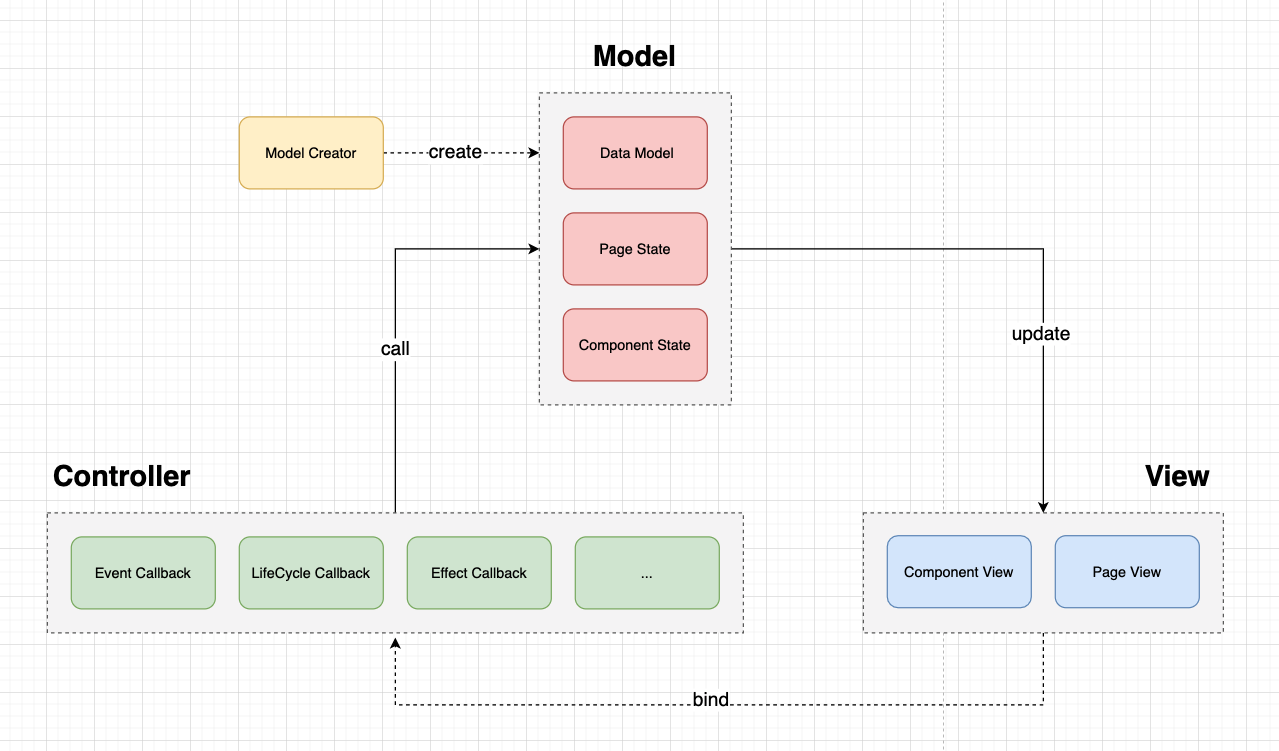 Model
Model Creator
create
Data Model
Page State
Component State
call
update
Controller
View
Event Callback
LifeCycle Callback
Effect Callback
...
Component View
Page View
bind